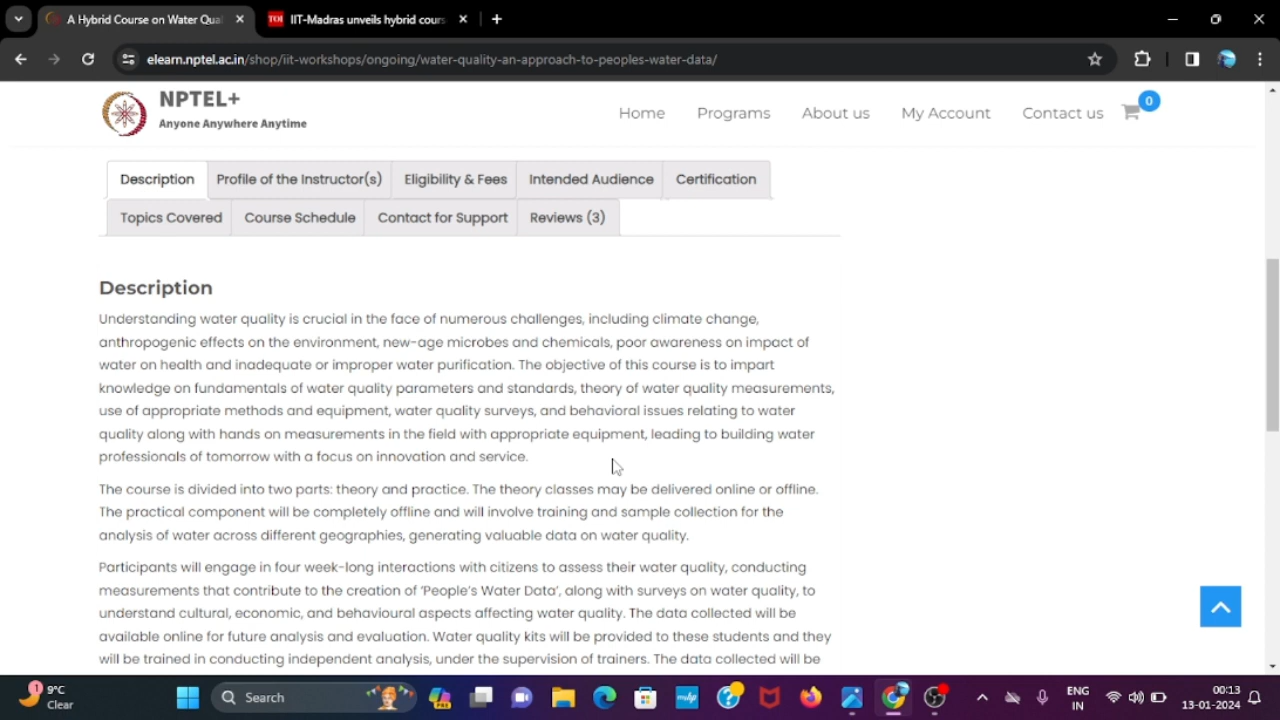 A Hybrid Course on Water Qual
TOI IIT-Madras unveils hybrid cours
elearn.nptel.ac.in/shop/iit-workshops/ongoing/water-quality-an-approach-to-peoples-water-data/
NPTEL+
Anyone Anywhere Anytime
Home Programs About us My Account Contact us 0
Description Profile of the Instructor(s) Eligibility & Fees Intended Audience Certification
Topics Covered Course Schedule Contact for Support Reviews (3)
Description
Understanding water quality is crucial in the face of numerous challenges, including climate change,
anthropogenic effects on the environment, new-age microbes and chemicals, poor awareness on impact of
water on health and inadequate or improper water purification. The objective of this course is to impart
knowledge on fundamentals of water quality parameters and standards, theory of water quality measurements,
use of appropriate methods and equipment, water quality surveys, and behavioral issues relating to water
quality along with hands on measurements in the field with appropriate equipment, leading to building water
professionals of tomorrow with a focus on innovation and service.
The course is divided into two parts: theory and practice. The theory classes may be delivered online or offline.
The practical component will be completely offline and will involve training and sample collection for the
analysis of water across different geographies, generating valuable data on water quality.
Participants will engage in four week-long interactions with citizens to assess their water quality, conducting
measurements that contribute to the creation of ‘People’s Water Data’, along with surveys on water quality, to
understand cultural, economic, and behavioural aspects affecting water quality. The data collected will be
available online for future analysis and evaluation. Water quality kits will be provided to these students and they
will be trained in conducting independent analysis, under the supervision of trainers. The data collected will be
1 9°C
Clear
Search
PRE
myhp
ENG
IN
00:13
13-01-2024